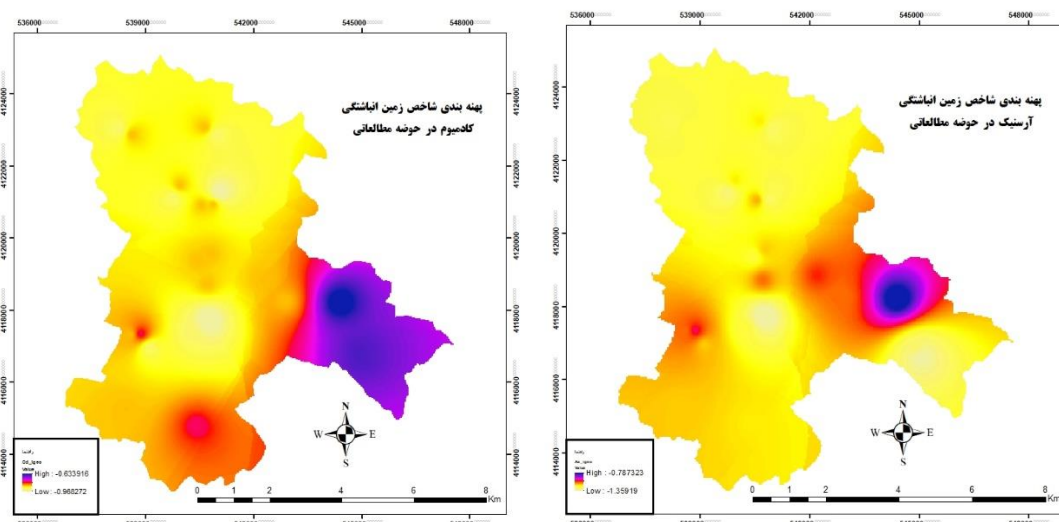 536000 539000 542000 545000 548000
پهنه بندی شاخص زمین انباشتگی
کادمیوم در حوضه مطالعاتی
4124000
4122000
4120000
4118000
4116000
4114000
N
W E
S
Value
High : -0.633916
Low : -0.968272
0 2 4 6 8
Km
536000 539000 542000 545000 548000
پهنه بندی شاخص زمین انباشتگی
آرسنیک در حوضه مطالعاتی
4124000
4122000
4120000
4118000
4116000
4114000
N
W E
S
Value
High : -0.787323
Low : -1.35919
0 2 4 6 8
Km